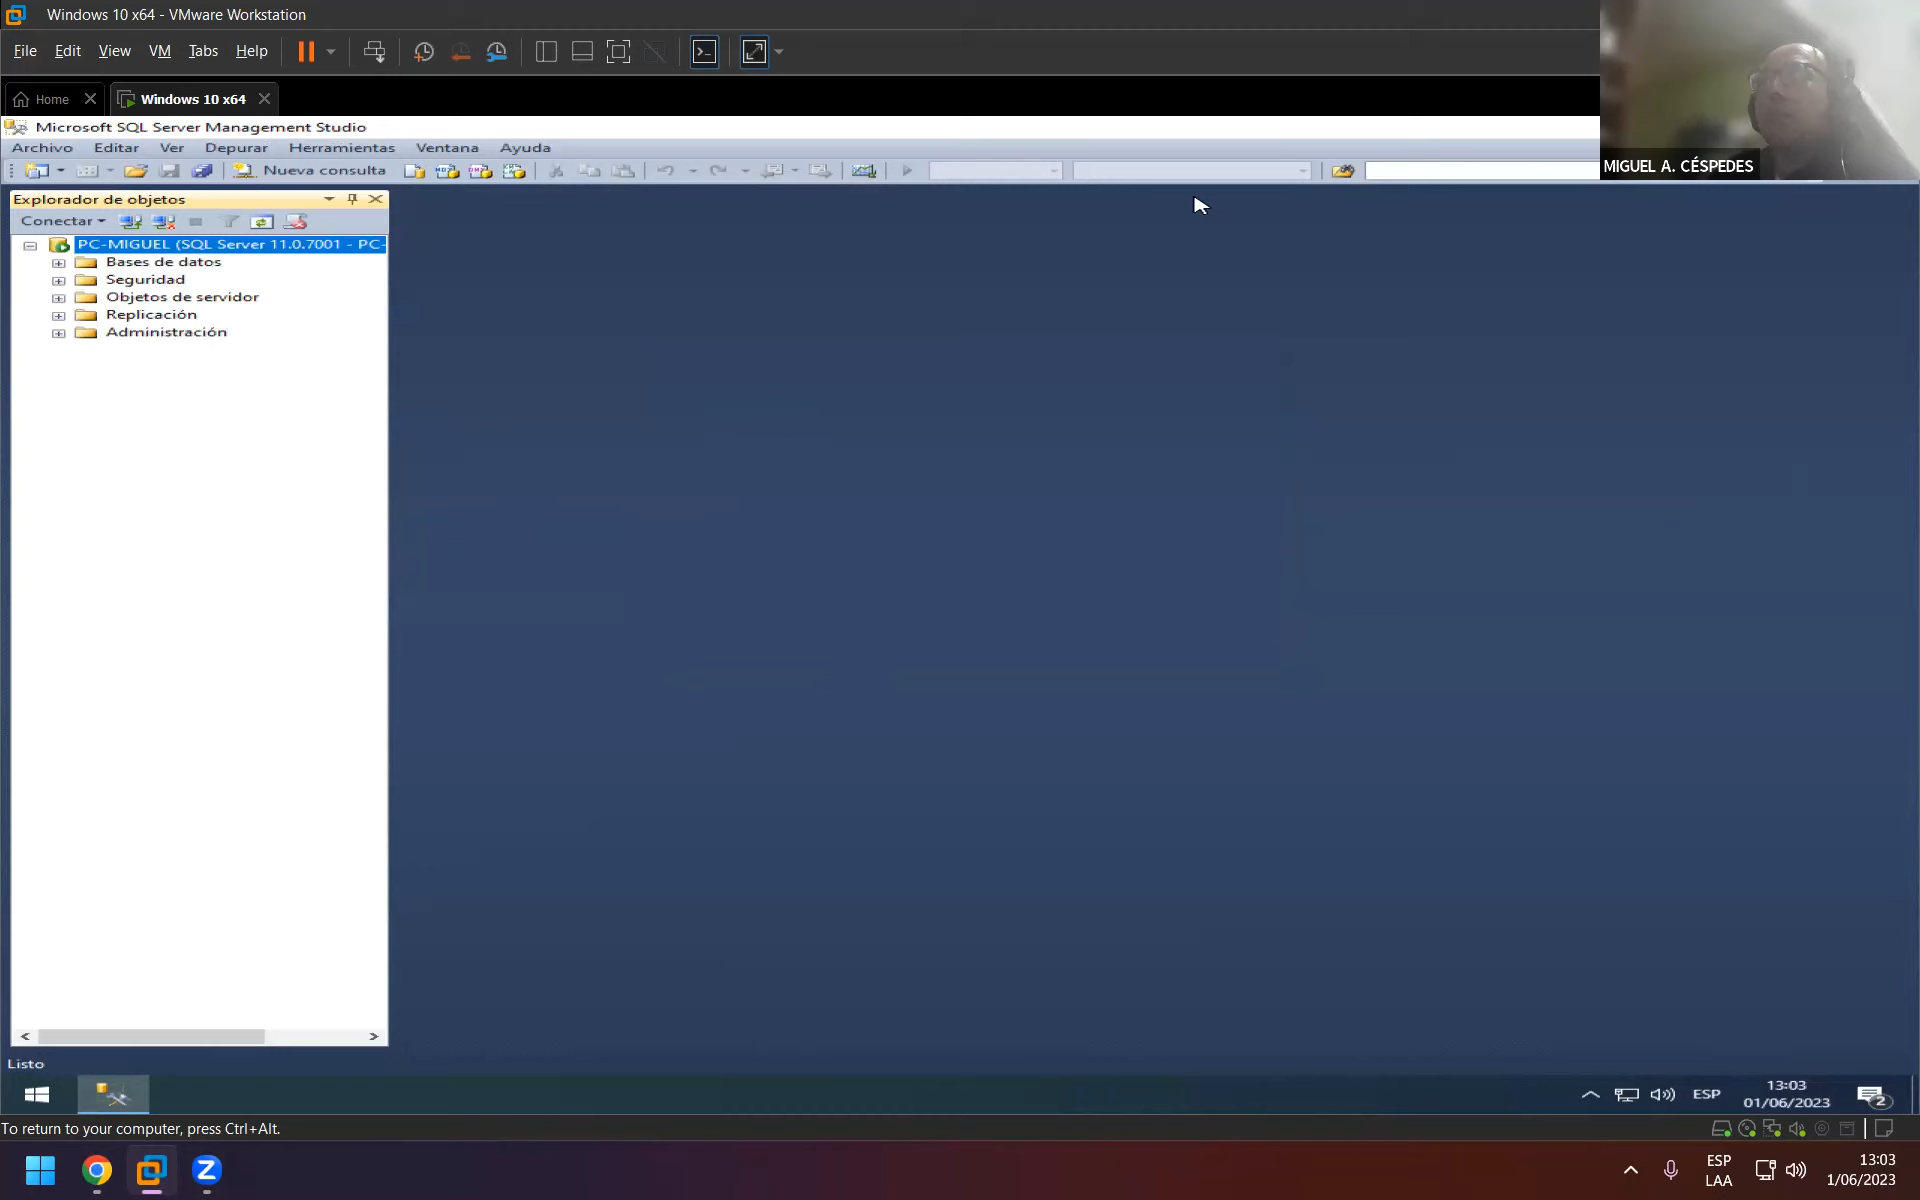 Windows 10 x64 - VMware Workstation
File Edit View VM Tabs Help
Home Windows 10 x64
Microsoft SQL Server Management Studio
Archivo Editar Ver Depurar Herramientas Ventana Ayuda
Nueva consulta
MIGUEL A. CÉSPEDES
Explorador de objetos
Conectar
PC-MIGUEL (SQL Server 11.0.7001 - PC-
Bases de datos
Seguridad
Objetos de servidor
Replicación
Administración
Listo
ESP
13:03
01/06/2023
2
To return to your computer, press Ctrl+Alt.
ESP
LAA
13:03
1/06/2023